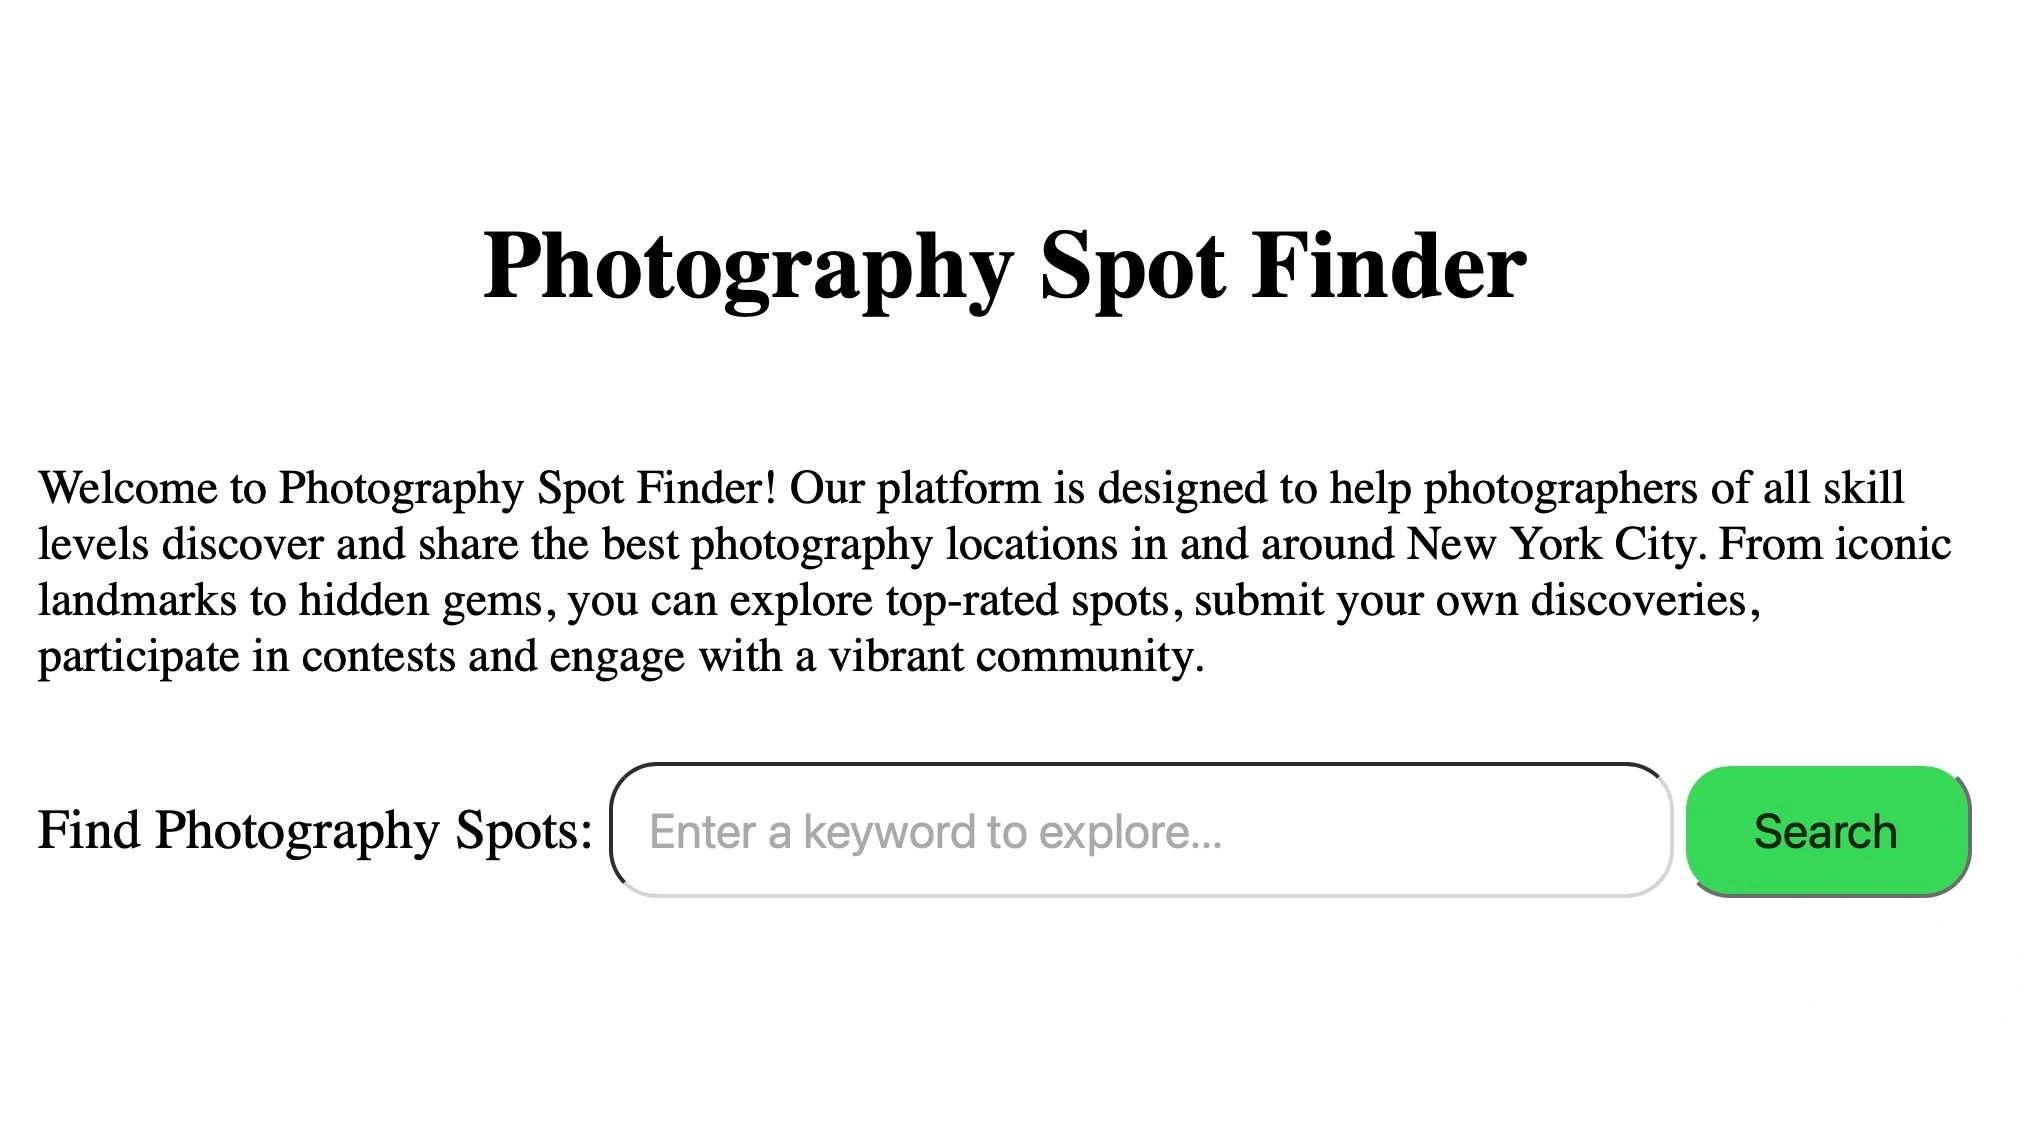 Photography Spot Finder
Welcome to Photography Spot Finder! Our platform is designed to help photographers of all skill
levels discover and share the best photography locations in and around New York City. From iconic
landmarks to hidden gems, you can explore top-rated spots, submit your own discoveries,
participate in contests and engage with a vibrant community.
Find Photography Spots: Enter a keyword to explore... Search